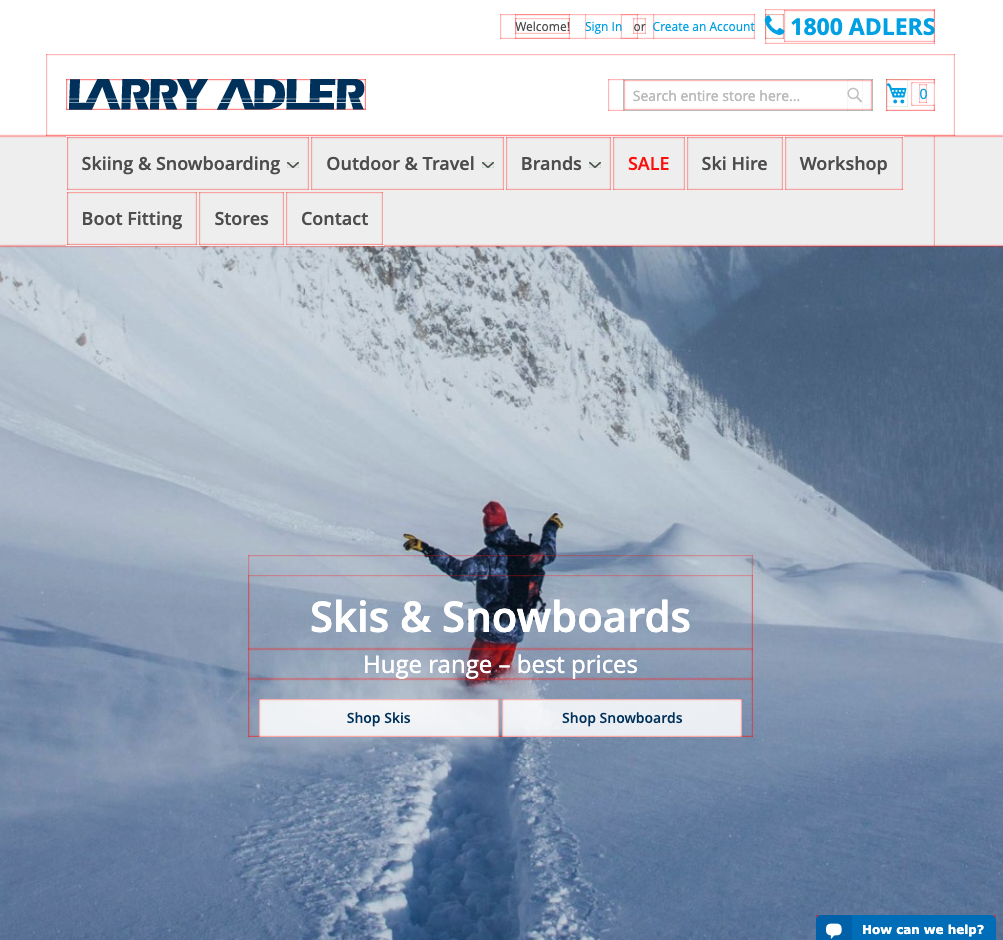 Welcome! Sign In or Create an Account 1800 ADLERS
LARRY ADLER
Search entire store here... 0
Skiing & Snowboarding Outdoor & Travel Brands SALE Ski Hire Workshop
Boot Fitting Stores Contact
Skis & Snowboards
Huge range – best prices
Shop Skis Shop Snowboards
How can we help?